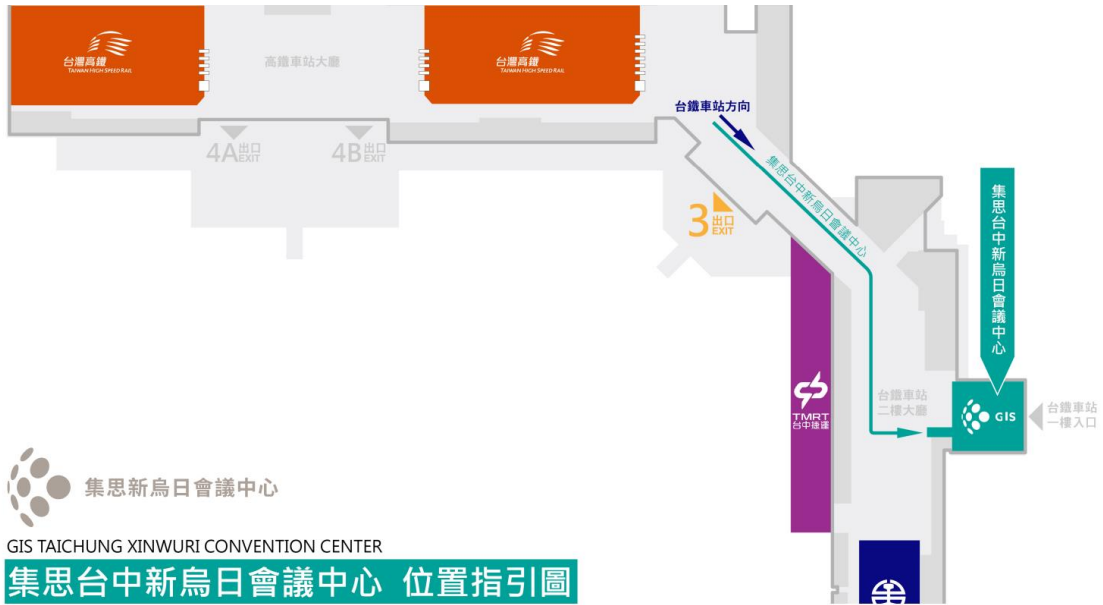 台灣高鐵
TAIWAN HIGH SPEED RAIL
高鐵車站大廳
台灣高鐵
TAIWAN HIGH SPEED RAIL
台鐵車站方向
4A出口
EXIT
4B出口
EXIT
集思台中新烏日會議中心
3出口
EXIT
集思台中新烏日會議中心
TMRT
台中捷運
台鐵車站
二樓大廳
GIS
台鐵車站
一樓入口
集思新烏日會議中心
GIS TAICHUNG XINWURI CONVENTION CENTER
集思台中新烏日會議中心 位置指引圖